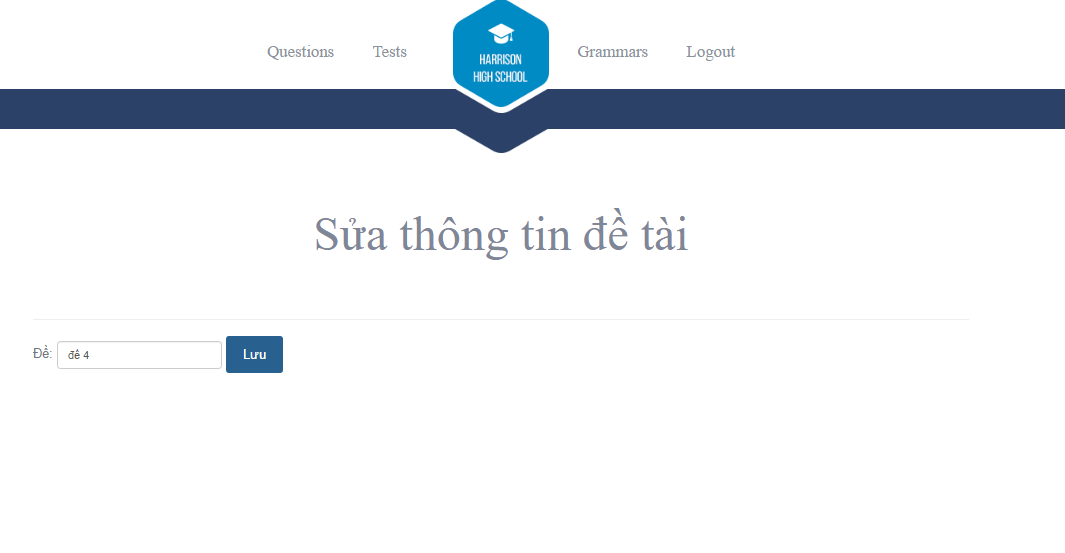 Questions Tests Grammars Logout
HARRISON
HIGH SCHOOL
Sửa thông tin đề tài
Đề: đề 4 Lưu